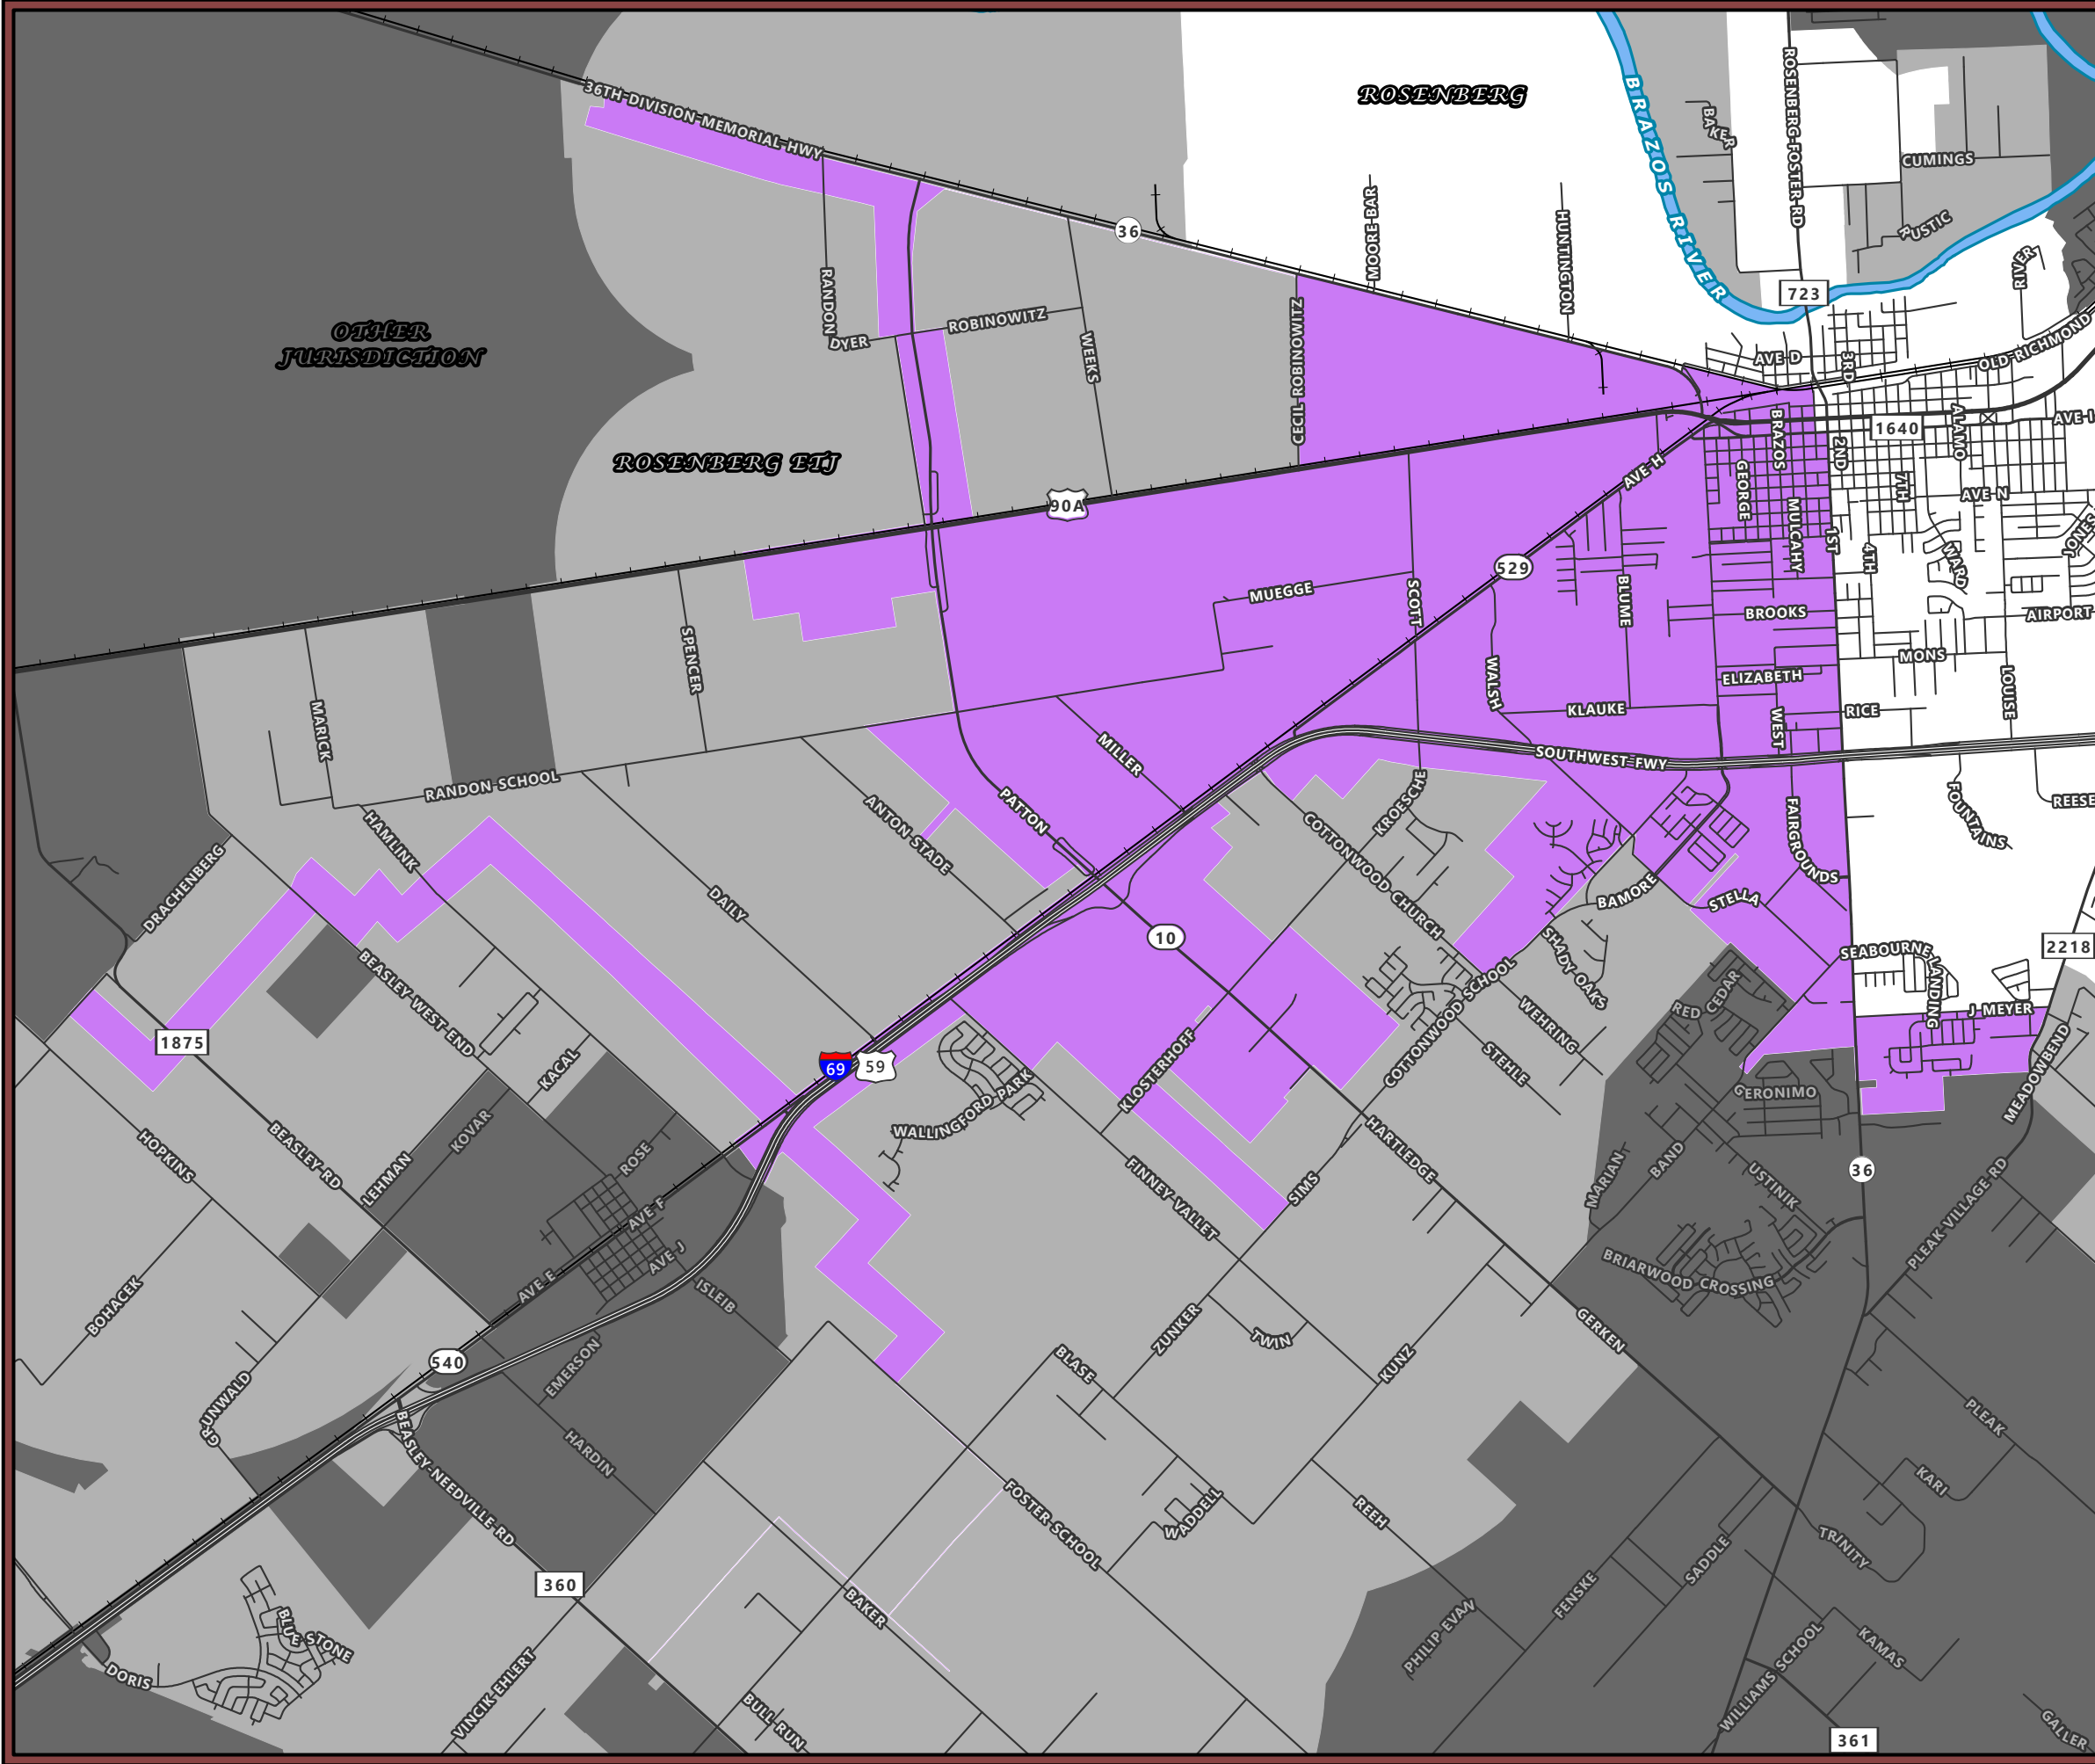 ROSENBERG
36TH DIVISION MEMORIAL HWY
BRAZOS RIVER
BAKER
ROSENBERG-FOSTER RD
CUMINGS
RUSTIC
RIVER
36
MOORE BAR
HUNTINGTON
723
RANDON
DYER
ROBINOWITZ
WEEKS
CECIL ROBINOWITZ
OTHER
JURISDICTION
AVE D
3RD
OLD RICHMOND
ROSENBERG ETJ
90A
AVE H
1640
ALAMO
AVE I
BRAZOS
GEORGE
2ND
7TH
AVE N
MULCAHY
1ST
4TH
WARD
JONES
529
MUEGGE
SCOTT
BLUME
BROOKS
AIRPORT
SPENCER
WALSH
ELIZABETH
MONS
LOUISE
MARICK
KLAUKE
WEST
RICE
MILLER
SOUTHWEST FWY
RANDON SCHOOL
PATTON
KROESCHE
FAIRGROUNDS
FOUNTAINS
REESE
HAMLINK
ANTON STADE
COTTONWOOD CHURCH
DRACHENBERG
DAILY
BAMORE
STELLA
10
SHADY OAKS
SEABOURNE
LANDING
2218
BEASLEY WEST END
COTTONWOOD SCHOOL
RED CEDAR
J MEYER
1875
KACAL
69
59
KLOSTERHOFF
WEHRING
STEHLE
MEADOWBEND
WALLINGFORD PARK
GERONIMO
HOPKINS
BEASLEY RD
LEHMAN
KOVAR
ROSE
HARTLEDGE
FINNEY VALLET
SIMS
MARIAN
BAND
USTINIK
36
AVE F
AVE J
AVE E
ISLEIB
PLEAK VILLAGE RD
BRIARWOOD CROSSING
BOHACEK
ZUNKER
TWIN
GERKEN
540
EMERSON
BLASE
KUNZ
GRUNWALD
HARDIN
BEASLEY-NEEDVILLE RD
PLEAK
KARI
FOSTER SCHOOL
WADDELL
REEH
TRINITY
SADDLE
360
BAKER
FENSKE
PHILIP EVAN
BLUE STONE
DORIS
VINCIK EHLERT
BULL RUN
WILLIAMS SCHOOL
KAMAS
GALLER
361